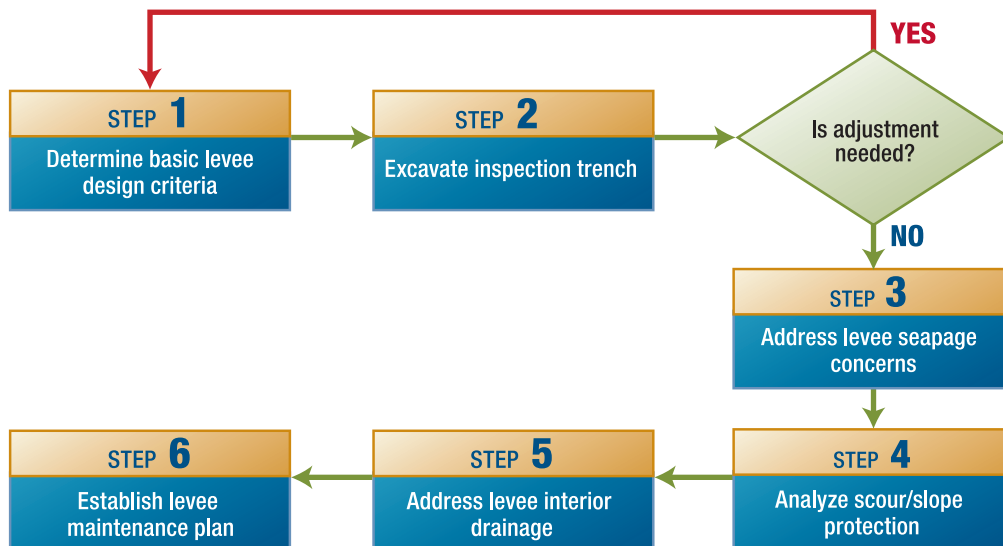 YES
STEP 1
Determine basic levee
design criteria
STEP 2
Excavate inspection trench
Is adjustment
needed?
NO
STEP 3
Address levee seapage
concerns
STEP 4
Analyze scour/slope
protection
STEP 5
Address levee interior
drainage
STEP 6
Establish levee
maintenance plan